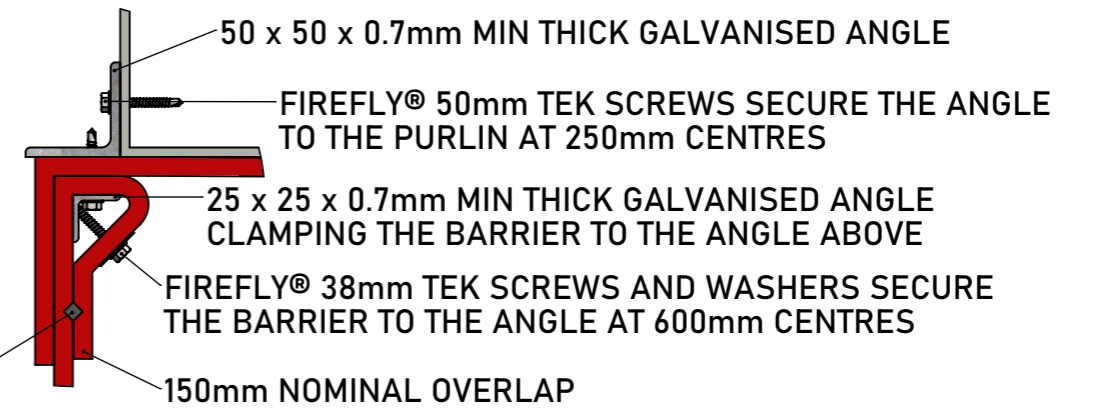 50 x 50 x 0.7mm MIN THICK GALVANISED ANGLE
FIREFLY® 50mm TEK SCREWS SECURE THE ANGLE
TO THE PURLIN AT 250mm CENTRES
25 x 25 x 0.7mm MIN THICK GALVANISED ANGLE
CLAMPING THE BARRIER TO THE ANGLE ABOVE
FIREFLY® 38mm TEK SCREWS AND WASHERS SECURE
THE BARRIER TO THE ANGLE AT 600mm CENTRES
150mm NOMINAL OVERLAP